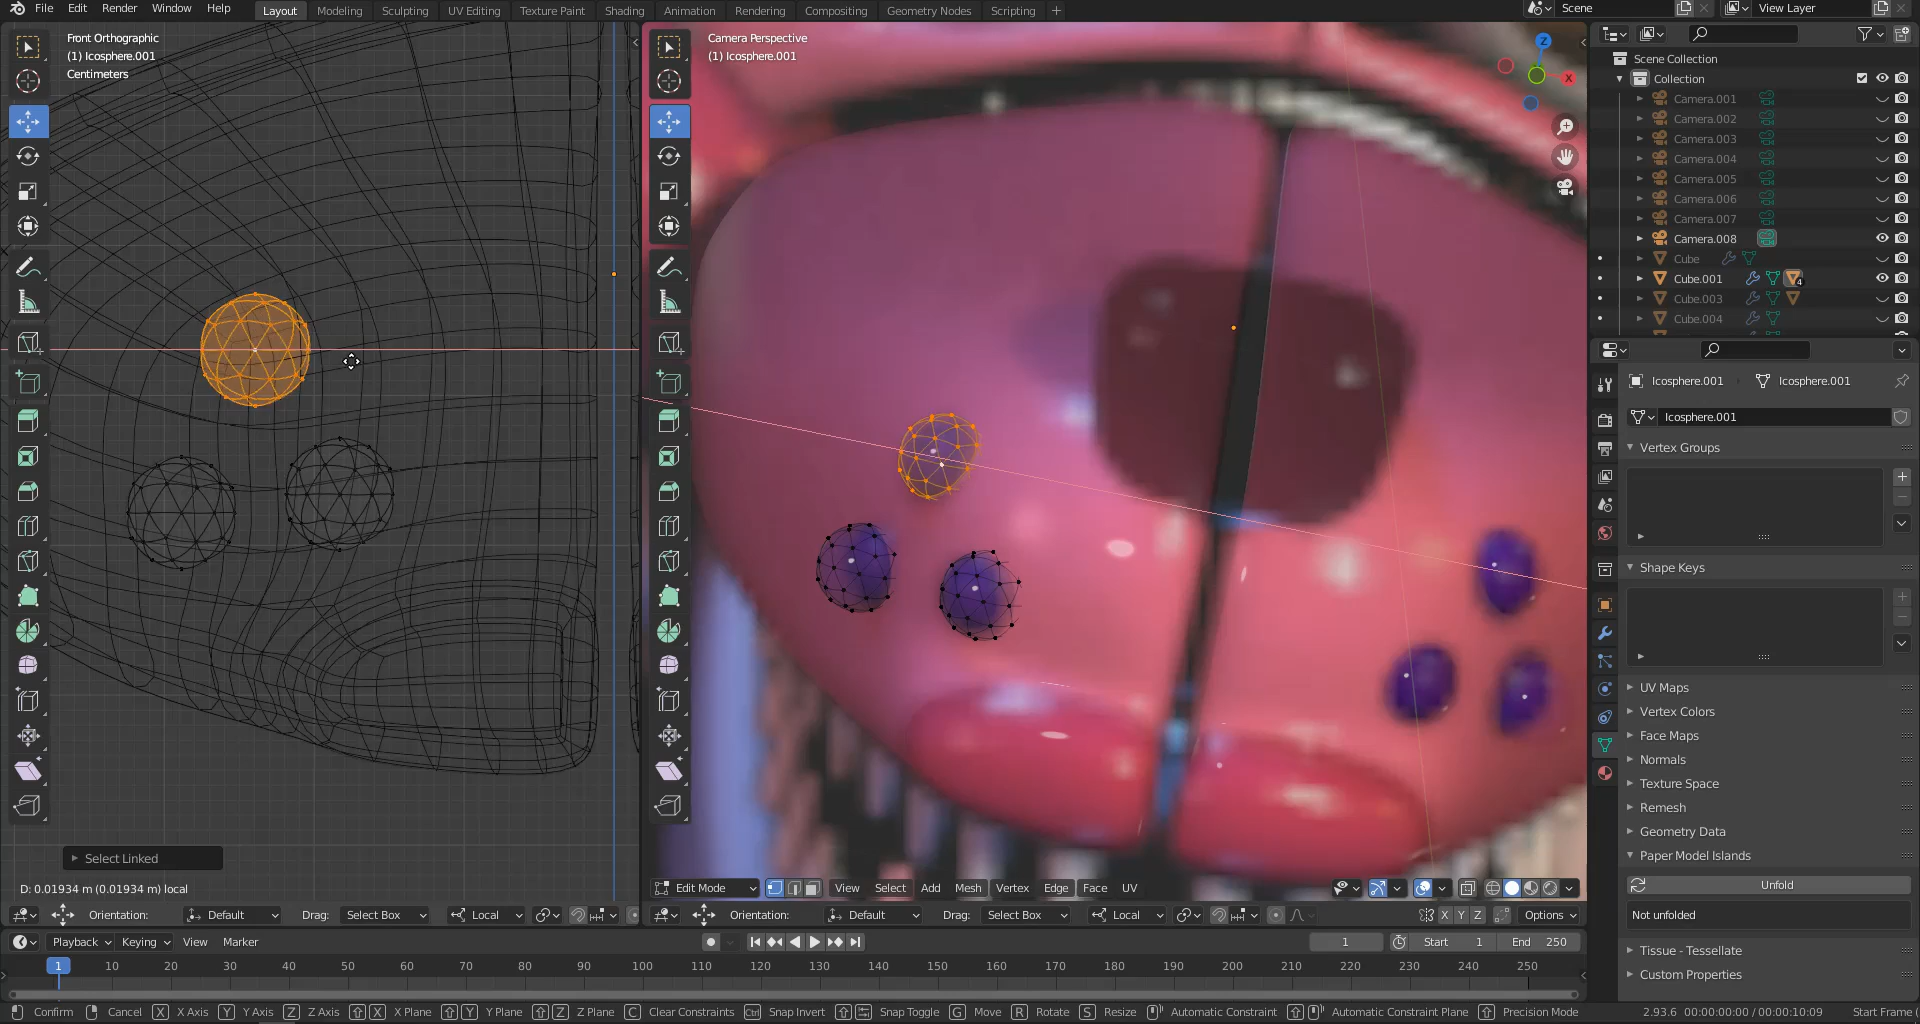 File Edit Render Window Help Layout Modeling Sculpting UV Editing Texture Paint Shading Animation Rendering Compositing Geometry Nodes Scripting + Scene View Layer
Front Orthographic
(1) Icosphere.001
Centimeters
Camera Perspective
(1) Icosphere.001
Z
X
Scene Collection
Collection
Camera.001
Camera.002
Camera.003
Camera.004
Camera.005
Camera.006
Camera.007
Camera.008
Cube
Cube.001 4
Cube.003
Cube.004
Icosphere.001 Icosphere.001
Icosphere.001
Vertex Groups
Shape Keys
UV Maps
Vertex Colors
Face Maps
Normals
Texture Space
Remesh
Geometry Data
Paper Model Islands
Unfold
Not unfolded
Tissue - Tessellate
Custom Properties
Select Linked
D: 0.01934 m (0.01934 m) local
Edit Mode View Select Add Mesh Vertex Edge Face UV
Orientation: Default Drag: Select Box Local
Orientation: Default Drag: Select Box Local X Y Z Options
Playback Keying View Marker 1 Start 1 End 250
1 10 20 30 40 50 60 70 80 90 100 110 120 130 140 150 160 170 180 190 200 210 220 230 240 250
Confirm Cancel X X Axis Y Y Axis Z Z Axis X X Plane Y Y Plane Z Z Plane C Clear Constraints Ctrl Snap Invert Snap Toggle G Move R Rotate S Resize Automatic Constraint Automatic Constraint Plane Precision Mode 2.93.6 00:00:00:00 / 00:00:10:09 Start Frame (